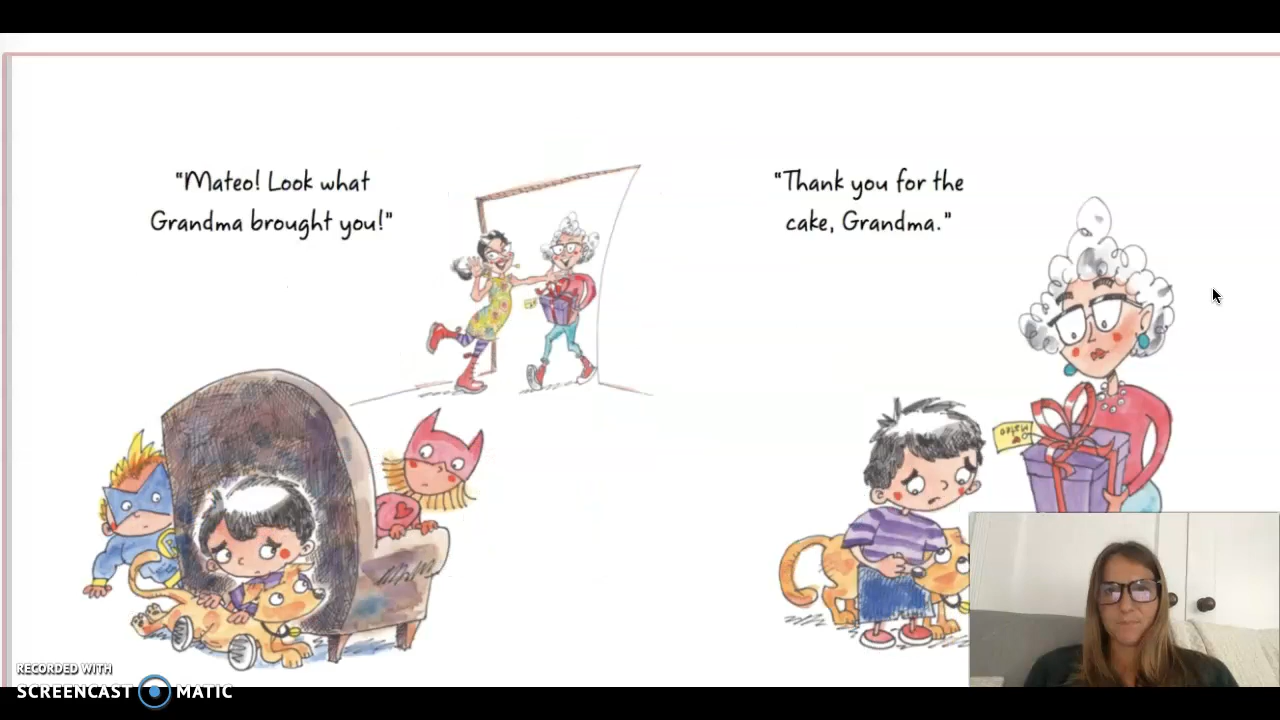 "Mateo! Look what
Grandma brought you!"
"Thank you for the
cake, Grandma."
RECORDED WITH
SCREENCAST MATIC